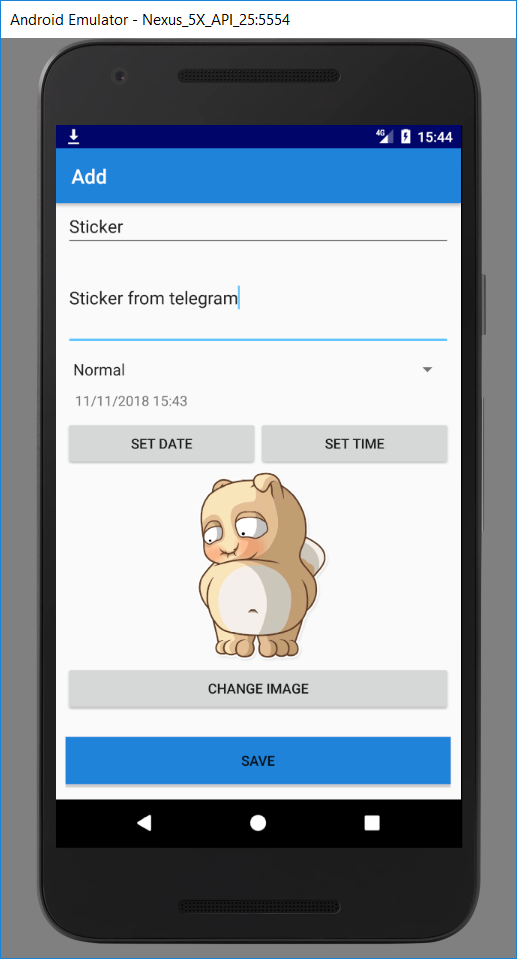 Android Emulator - Nexus_5X_API_25:5554
4G 15:44
Add
Sticker
Sticker from telegram
Normal
11/11/2018 15:43
SET DATE SET TIME
CHANGE IMAGE
SAVE